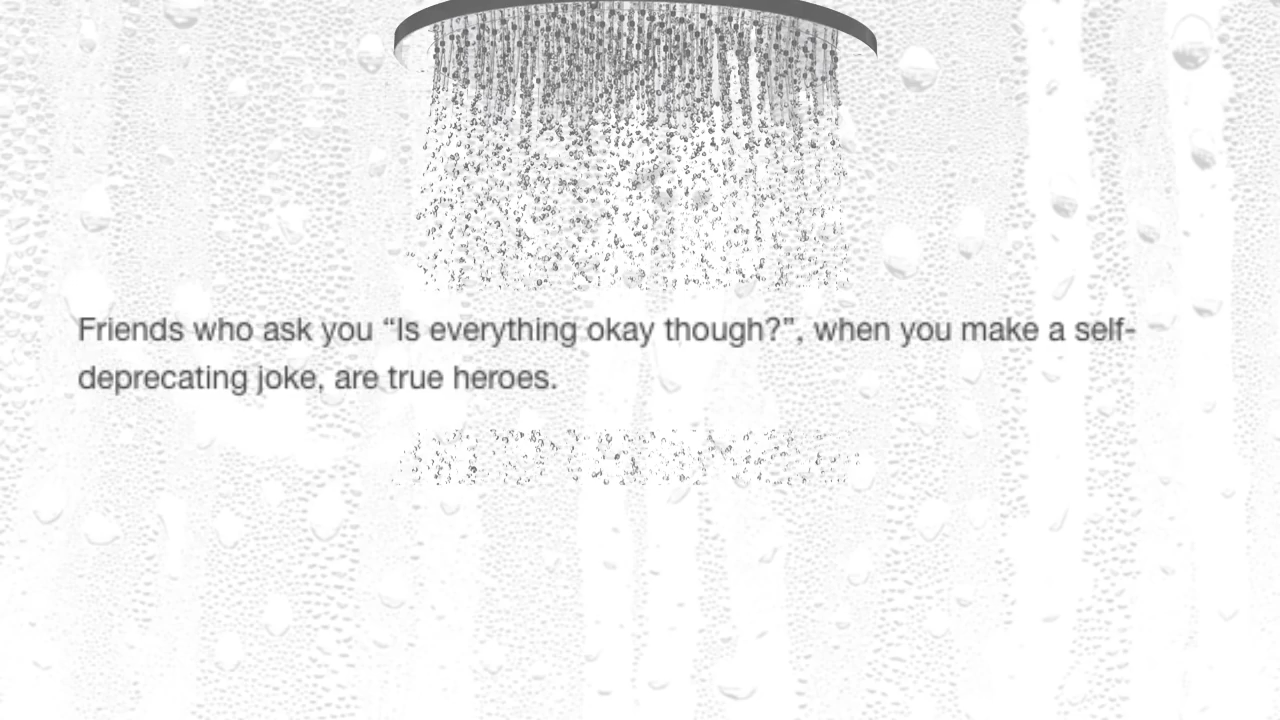 Friends who ask you “Is everything okay though?”, when you make a self-
deprecating joke, are true heroes.